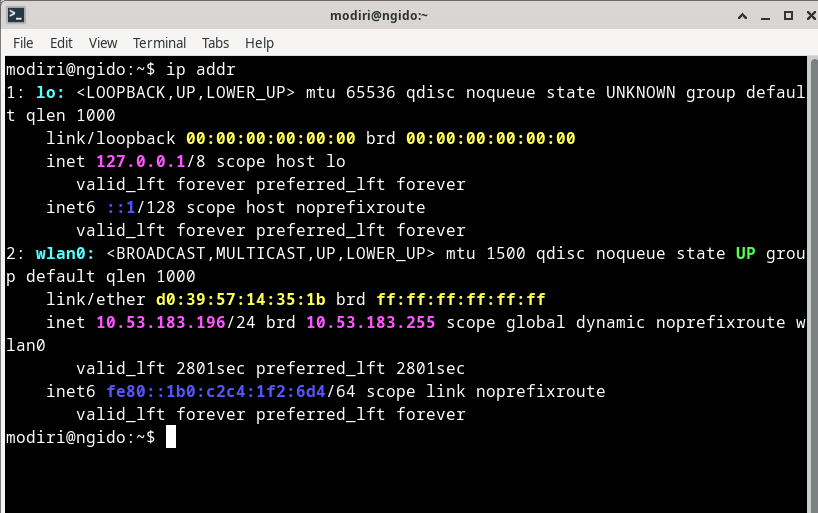 modiri@ngido:~
File Edit View Terminal Tabs Help
modiri@ngido:~$ ip addr
1: lo: <LOOPBACK,UP,LOWER_UP> mtu 65536 qdisc noqueue state UNKNOWN group defaul
t qlen 1000
    link/loopback 00:00:00:00:00:00 brd 00:00:00:00:00:00
    inet 127.0.0.1/8 scope host lo
       valid_lft forever preferred_lft forever
    inet6 ::1/128 scope host noprefixroute
       valid_lft forever preferred_lft forever
2: wlan0: <BROADCAST,MULTICAST,UP,LOWER_UP> mtu 1500 qdisc noqueue state UP grou
p default qlen 1000
    link/ether d0:39:57:14:35:1b brd ff:ff:ff:ff:ff:ff
    inet 10.53.183.196/24 brd 10.53.183.255 scope global dynamic noprefixroute w
lan0
       valid_lft 2801sec preferred_lft 2801sec
    inet6 fe80::1b0:c2c4:1f2:6d4/64 scope link noprefixroute
       valid_lft forever preferred_lft forever
modiri@ngido:~$